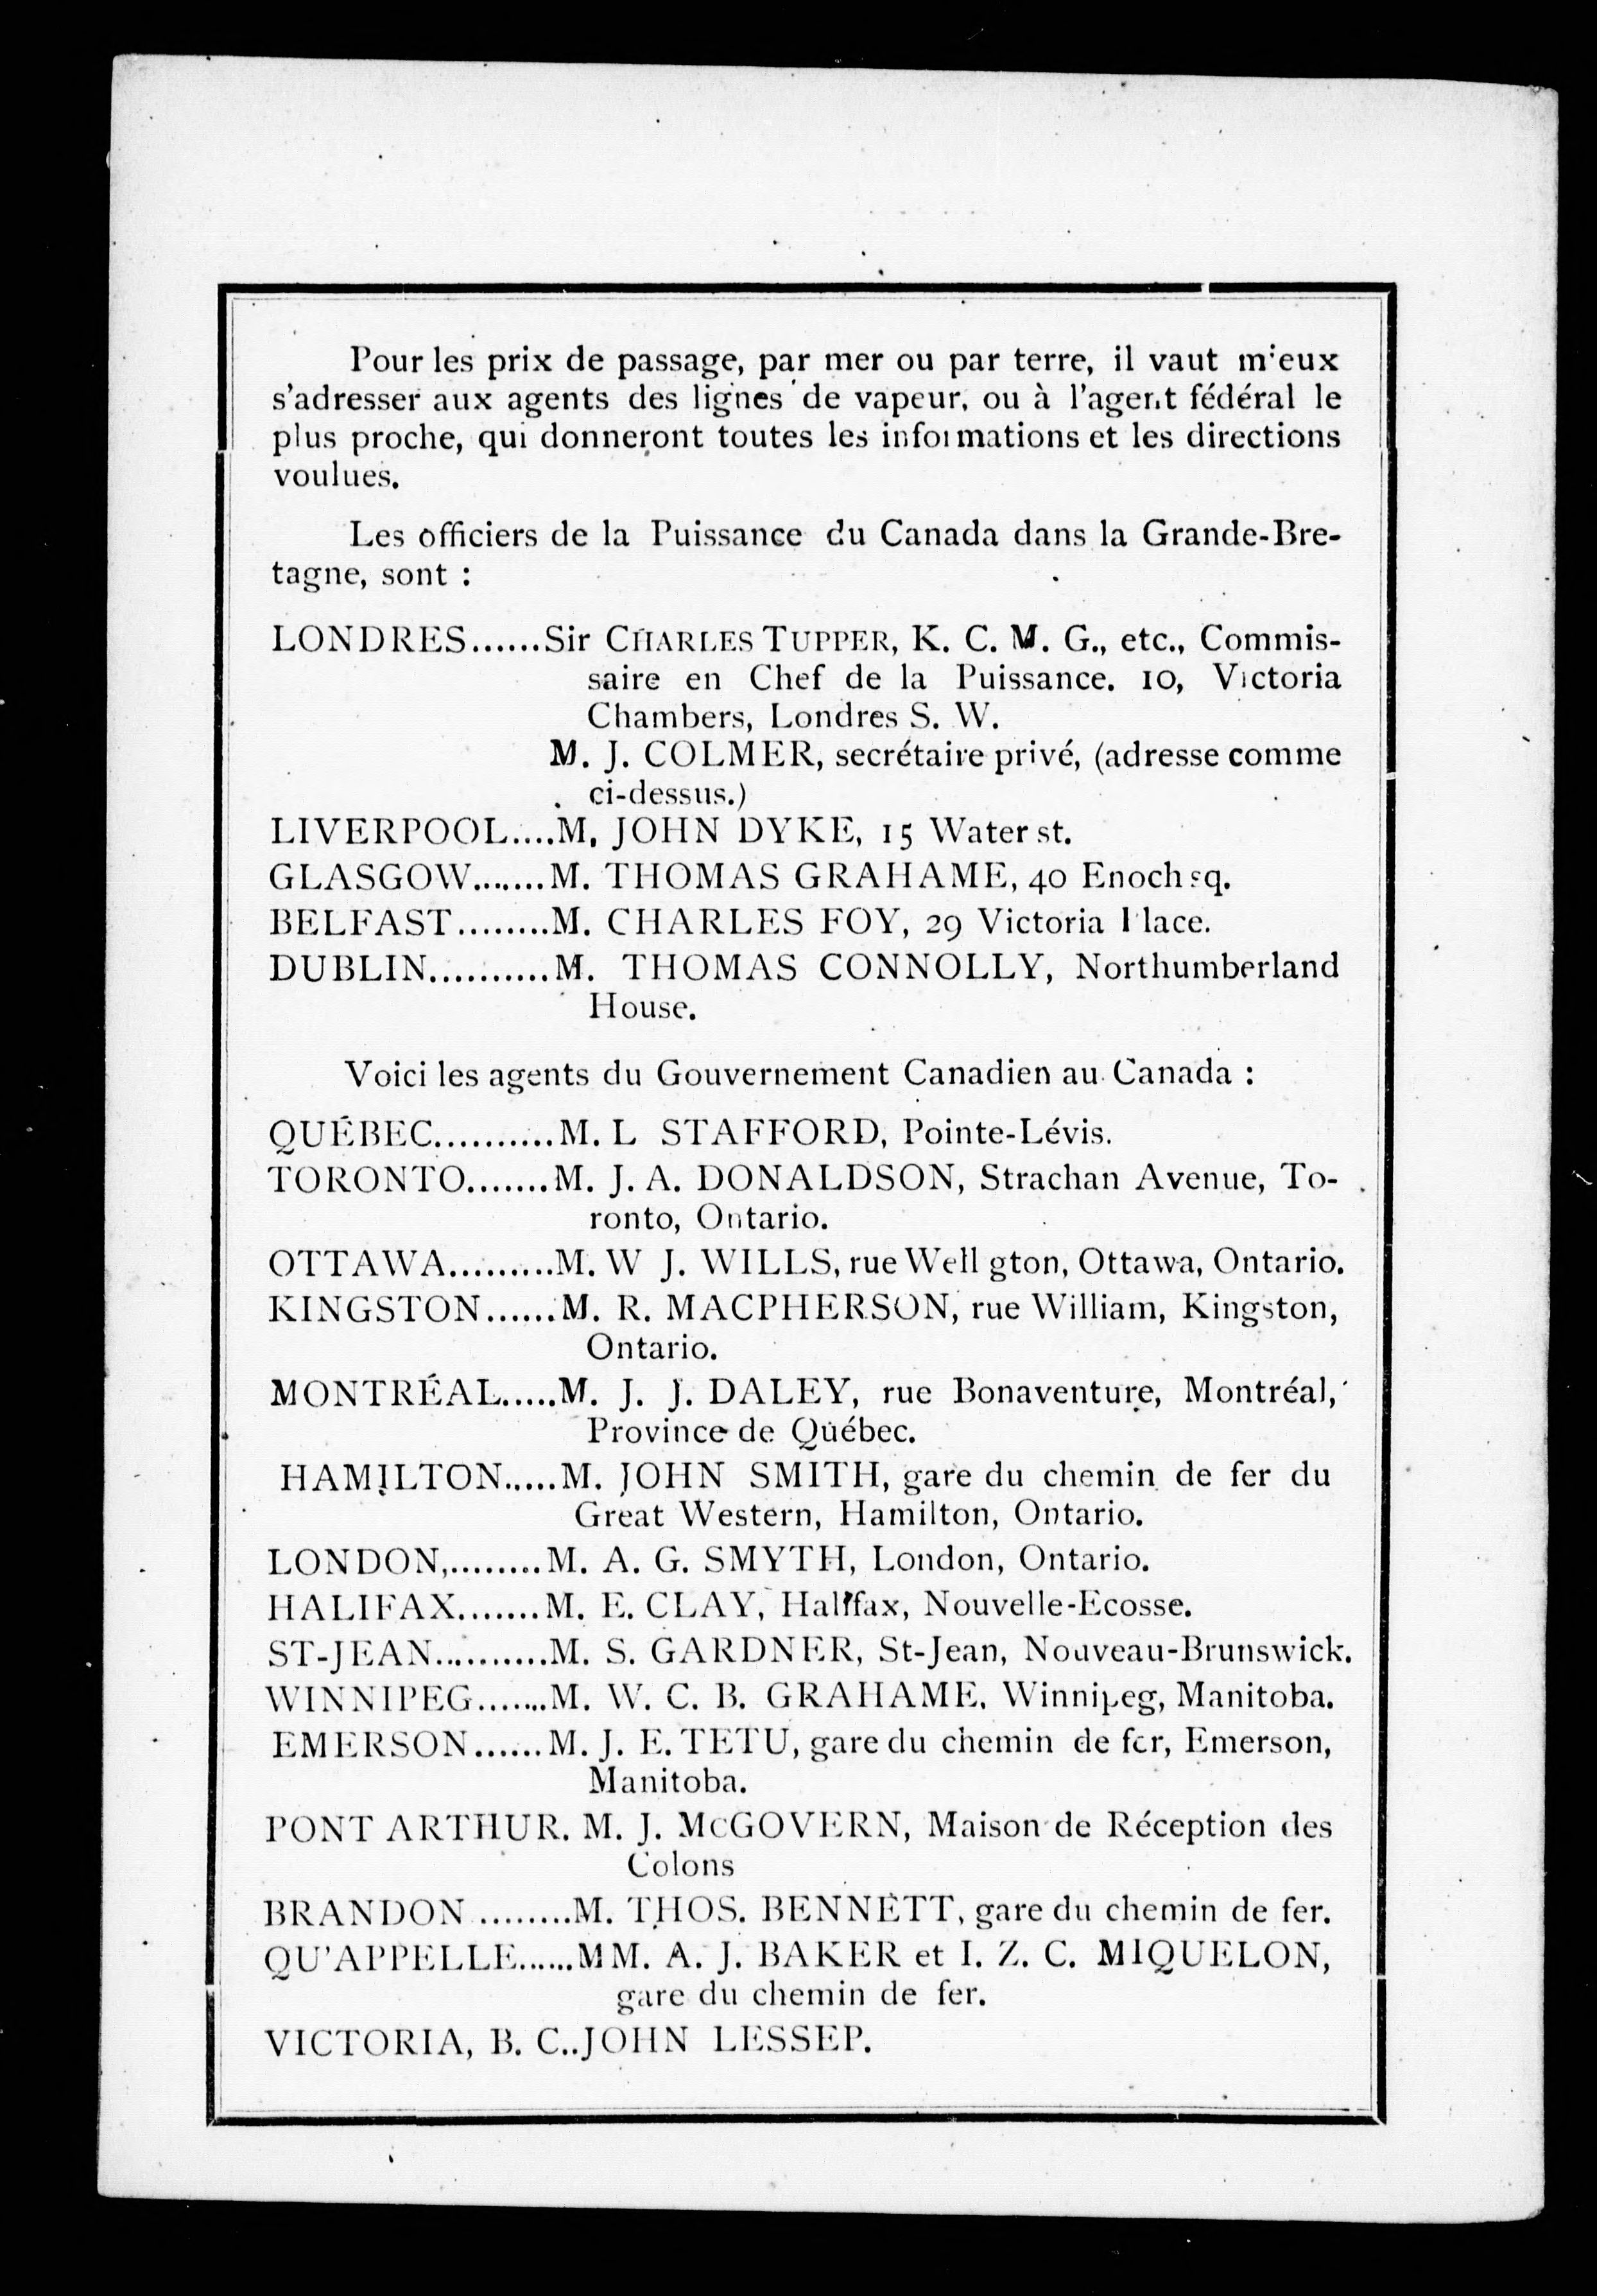 Pour les prix de passage, par mer ou par terre, il vaut mieux
s'adresser aux agents des lignes de vapeur, ou à l'agent fédéral le
plus proche, qui donneront toutes les informations et les directions
voulues.
Les officiers de la Puissance du Canada dans la Grande-Bre-
tagne, sont :
LONDRES......Sir CHARLES TUPPER, K. C. M. G., etc., Commis-
saire en Chef de la Puissance. 10, Victoria
Chambers, Londres S. W.
M. J. COLMER, secrétaire privé, (adresse comme
ci-dessus.)
LIVERPOOL....M. JOHN DYKE, 15 Water st.
GLASGOW.......M. THOMAS GRAHAME, 40 Enoch sq.
BELFAST........M. CHARLES FOY, 29 Victoria Place.
DUBLIN..........M. THOMAS CONNOLLY, Northumberland
House.
Voici les agents du Gouvernement Canadien au Canada :
QUÉBEC..........M. L STAFFORD, Pointe-Lévis.
TORONTO.......M. J. A. DONALDSON, Strachan Avenue, To-
ronto, Ontario.
OTTAWA.........M. W J. WILLS, rue Well gton, Ottawa, Ontario.
KINGSTON......M. R. MACPHERSON, rue William, Kingston,
Ontario.
MONTRÉAL.....M. J. J. DALEY, rue Bonaventure, Montréal,
Province de Québec.
HAMILTON.....M. JOHN SMITH, gare du chemin de fer du
Great Western, Hamilton, Ontario.
LONDON,........M. A. G. SMYTH, London, Ontario.
HALIFAX.......M. E. CLAY, Halifax, Nouvelle-Ecosse.
ST-JEAN..........M. S. GARDNER, St-Jean, Nouveau-Brunswick.
WINNIPEG.......M. W. C. B. GRAHAME, Winnipeg, Manitoba.
EMERSON......M. J. E. TETU, gare du chemin de fer, Emerson,
Manitoba.
PONT ARTHUR. M. J. McGOVERN, Maison de Réception des
Colons
BRANDON ........M. THOS. BENNETT, gare du chemin de fer.
QU'APPELLE......MM. A. J. BAKER et I. Z. C. MIQUELON,
gare du chemin de fer.
VICTORIA, B. C..JOHN LESSEP.